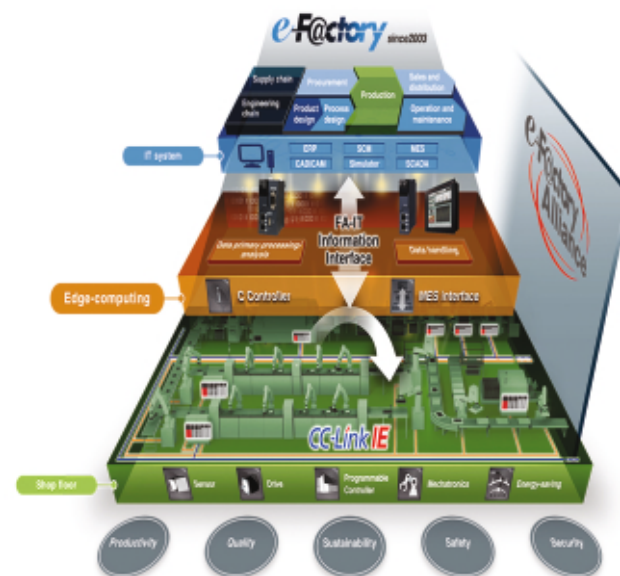 e-F@ctory since2003
Supply chain
Procurement
Production
Sales and
distribution
Engineering
chain
Product
design
Process
design
Operation and
maintenance
IT system
ERP
SCM
MES
CAD/CAM
Simulator
SCADA
e-F@ctory
Alliance
FA-IT
Information
Interface
Data primary processing/
analysis
Data handling
Edge-computing
C Controller
MES Interface
CC-Link IE
Shop floor
Sensor
Drive
Programmable
Controller
Mechatronics
Energy-saving
Productivity
Quality
Sustainability
Safety
Security